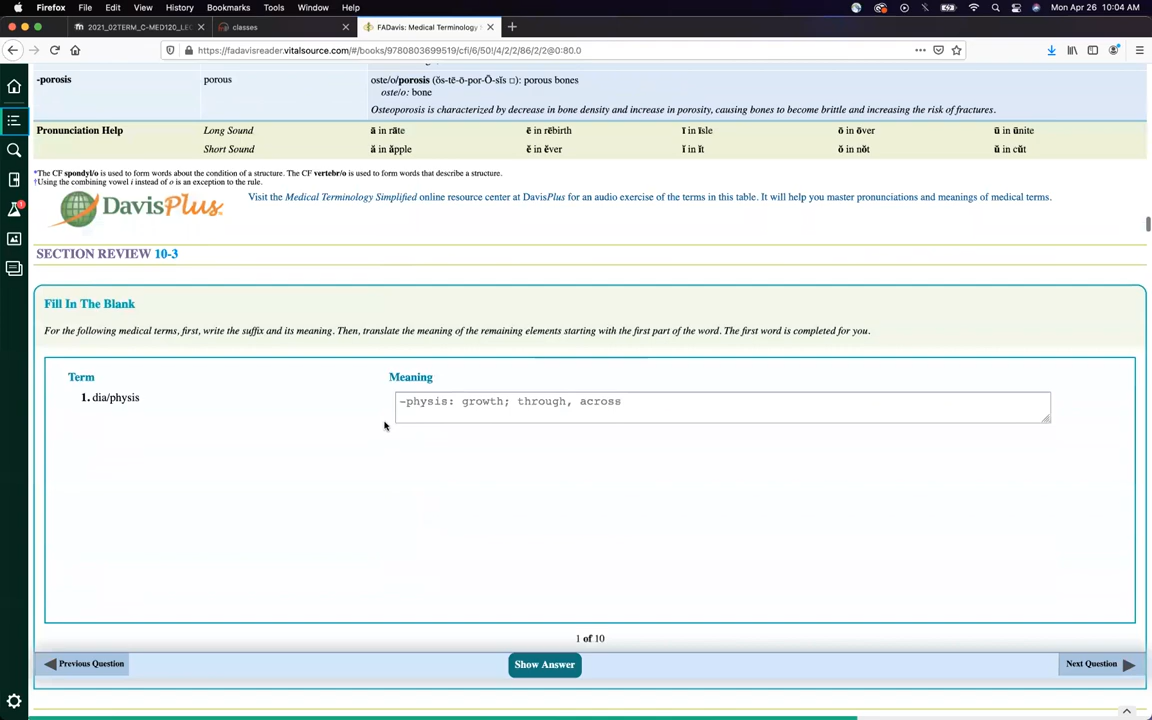 Firefox File Edit View History Bookmarks Tools Window Help Mon Apr 26 10:04 AM
2021_02TERM_C-MED120_LEC classes FADavis: Medical Terminology
https://fadavisreader.vitalsource.com/#/books/9780803699519/cfi/6/50!/4/2/2/66/2/2@0:80.0
-porosis porous oste/o/porosis (ŏs-tē-ō-por-Ō-sĭs □): porous bones
oste/o: bone
Osteoporosis is characterized by decrease in bone density and increase in porosity, causing bones to become brittle and increasing the risk of fractures.
Pronunciation Help Long Sound ā in rāte ē in rēbirth ī in īsle ō in ōver ū in ūnite
Short Sound ă in ăpple ĕ in ĕver ĭ in ĭt ŏ in nŏt ŭ in cŭt
*The CF spondyl/o is used to form words about the condition of a structure. The CF vertebr/o is used to form words that describe a structure.
†Using the combining vowel i instead of o is an exception to the rule.
DavisPlus Visit the Medical Terminology Simplified online resource center at DavisPlus for an audio exercise of the terms in this table. It will help you master pronunciations and meanings of medical terms.
SECTION REVIEW 10-3
Fill In The Blank
For the following medical terms, first, write the suffix and its meaning. Then, translate the meaning of the remaining elements starting with the first part of the word. The first word is completed for you.
Term Meaning
1. dia/physis -physis: growth; through, across
1 of 10
Previous Question Show Answer Next Question